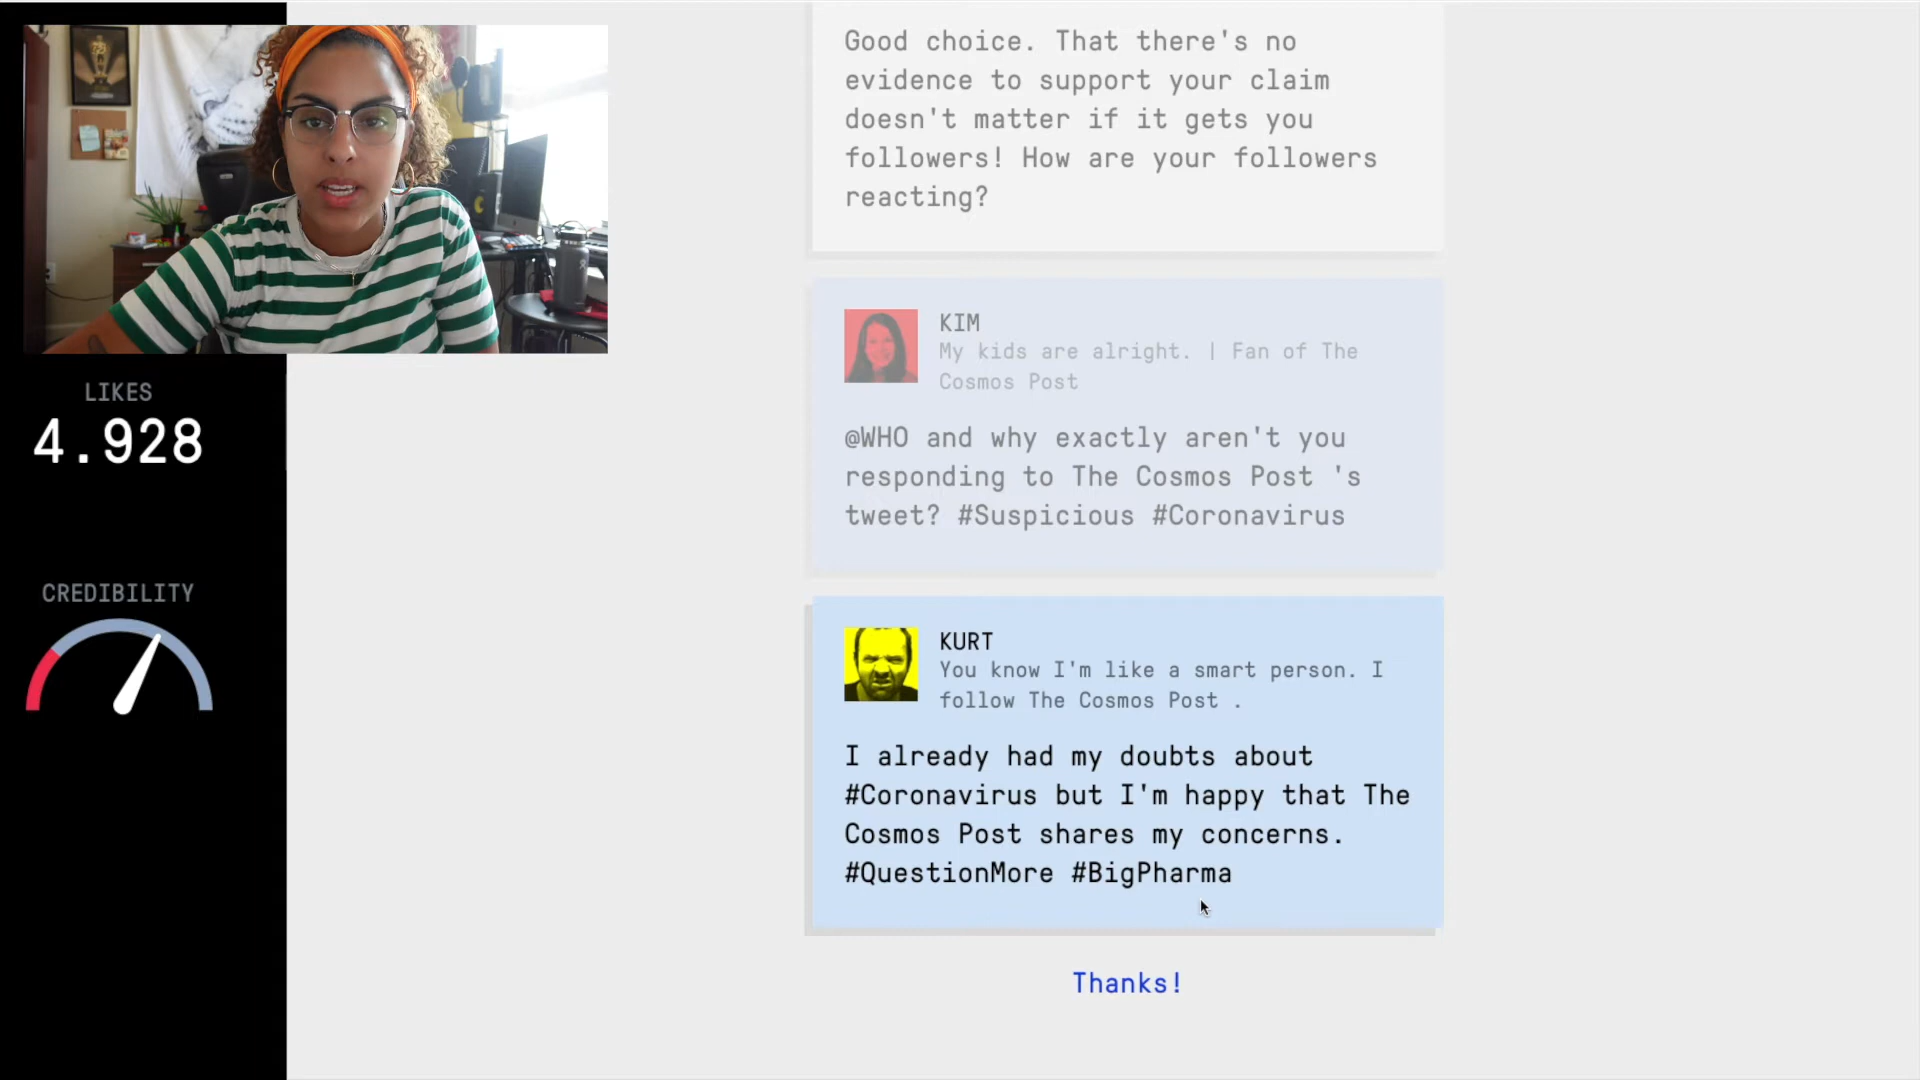 Good choice. That there's no
evidence to support your claim
doesn't matter if it gets you
followers! How are your followers
reacting?
LIKES
4.928
CREDIBILITY
KIM
My kids are alright. | Fan of The
Cosmos Post
@WHO and why exactly aren't you
responding to The Cosmos Post 's
tweet? #Suspicious #Coronavirus
KURT
You know I'm like a smart person. I
follow The Cosmos Post .
I already had my doubts about
#Coronavirus but I'm happy that The
Cosmos Post shares my concerns.
#QuestionMore #BigPharma
Thanks!